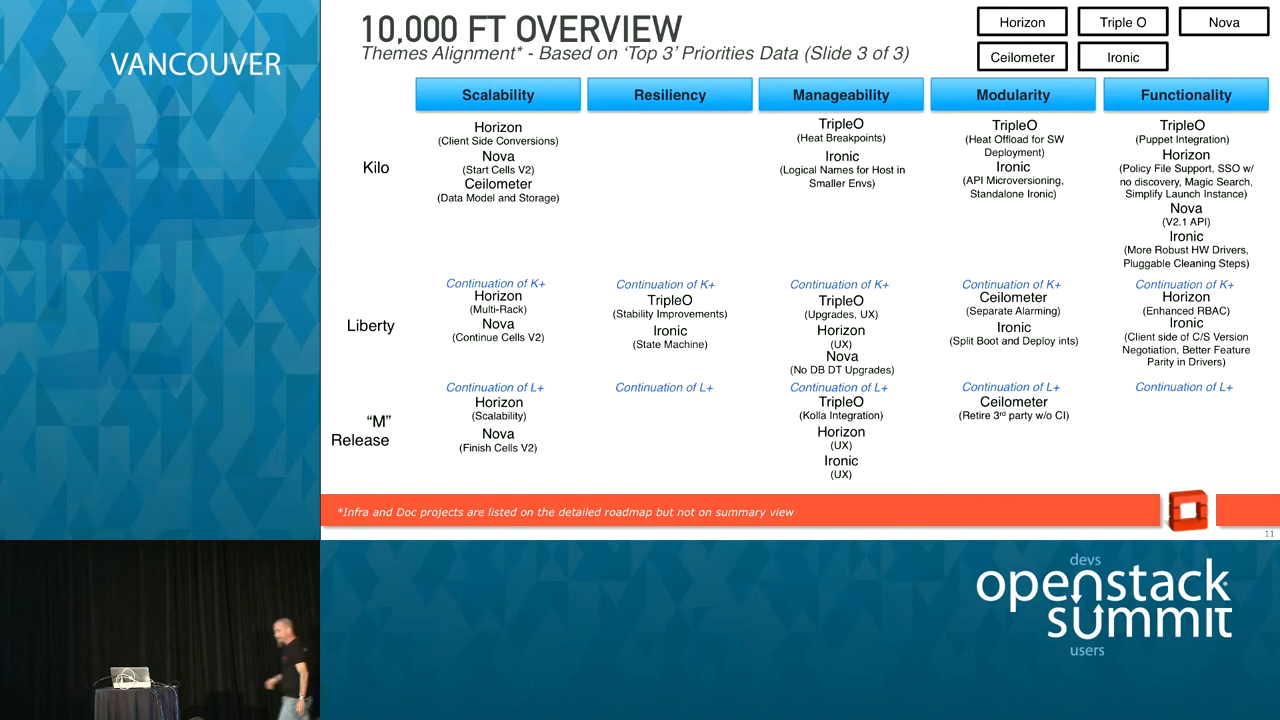 VANCOUVER
10,000 FT OVERVIEW
Themes Alignment* - Based on ‘Top 3’ Priorities Data (Slide 3 of 3)
Horizon
Triple O
Nova
Ceilometer
Ironic
Scalability
Resiliency
Manageability
Modularity
Functionality
Kilo
Horizon
(Client Side Conversions)
Nova
(Start Cells V2)
Ceilometer
(Data Model and Storage)
TripleO
(Heat Breakpoints)
Ironic
(Logical Names for Host in
Smaller Envs)
TripleO
(Heat Offload for SW
Deployment)
Ironic
(API Microversioning,
Standalone Ironic)
TripleO
(Puppet Integration)
Horizon
(Policy File Support, SSO w/
no discovery, Magic Search,
Simplify Launch Instance)
Nova
(V2.1 API)
Ironic
(More Robust HW Drivers,
Pluggable Cleaning Steps)
Liberty
Continuation of K+
Horizon
(Multi-Rack)
Nova
(Continue Cells V2)
Continuation of K+
TripleO
(Stability Improvements)
Ironic
(State Machine)
Continuation of K+
TripleO
(Upgrades, UX)
Horizon
(UX)
Nova
(No DB DT Upgrades)
Continuation of K+
Ceilometer
(Separate Alarming)
Ironic
(Split Boot and Deploy ints)
Continuation of K+
Horizon
(Enhanced RBAC)
Ironic
(Client side of C/S Version
Negotiation, Better Feature
Parity in Drivers)
“M”
Release
Continuation of L+
Horizon
(Scalability)
Nova
(Finish Cells V2)
Continuation of L+
Continuation of L+
TripleO
(Kolla Integration)
Horizon
(UX)
Ironic
(UX)
Continuation of L+
Ceilometer
(Retire 3rd party w/o CI)
Continuation of L+
*Infra and Doc projects are listed on the detailed roadmap but not on summary view
11
devs
openstack
summit
users